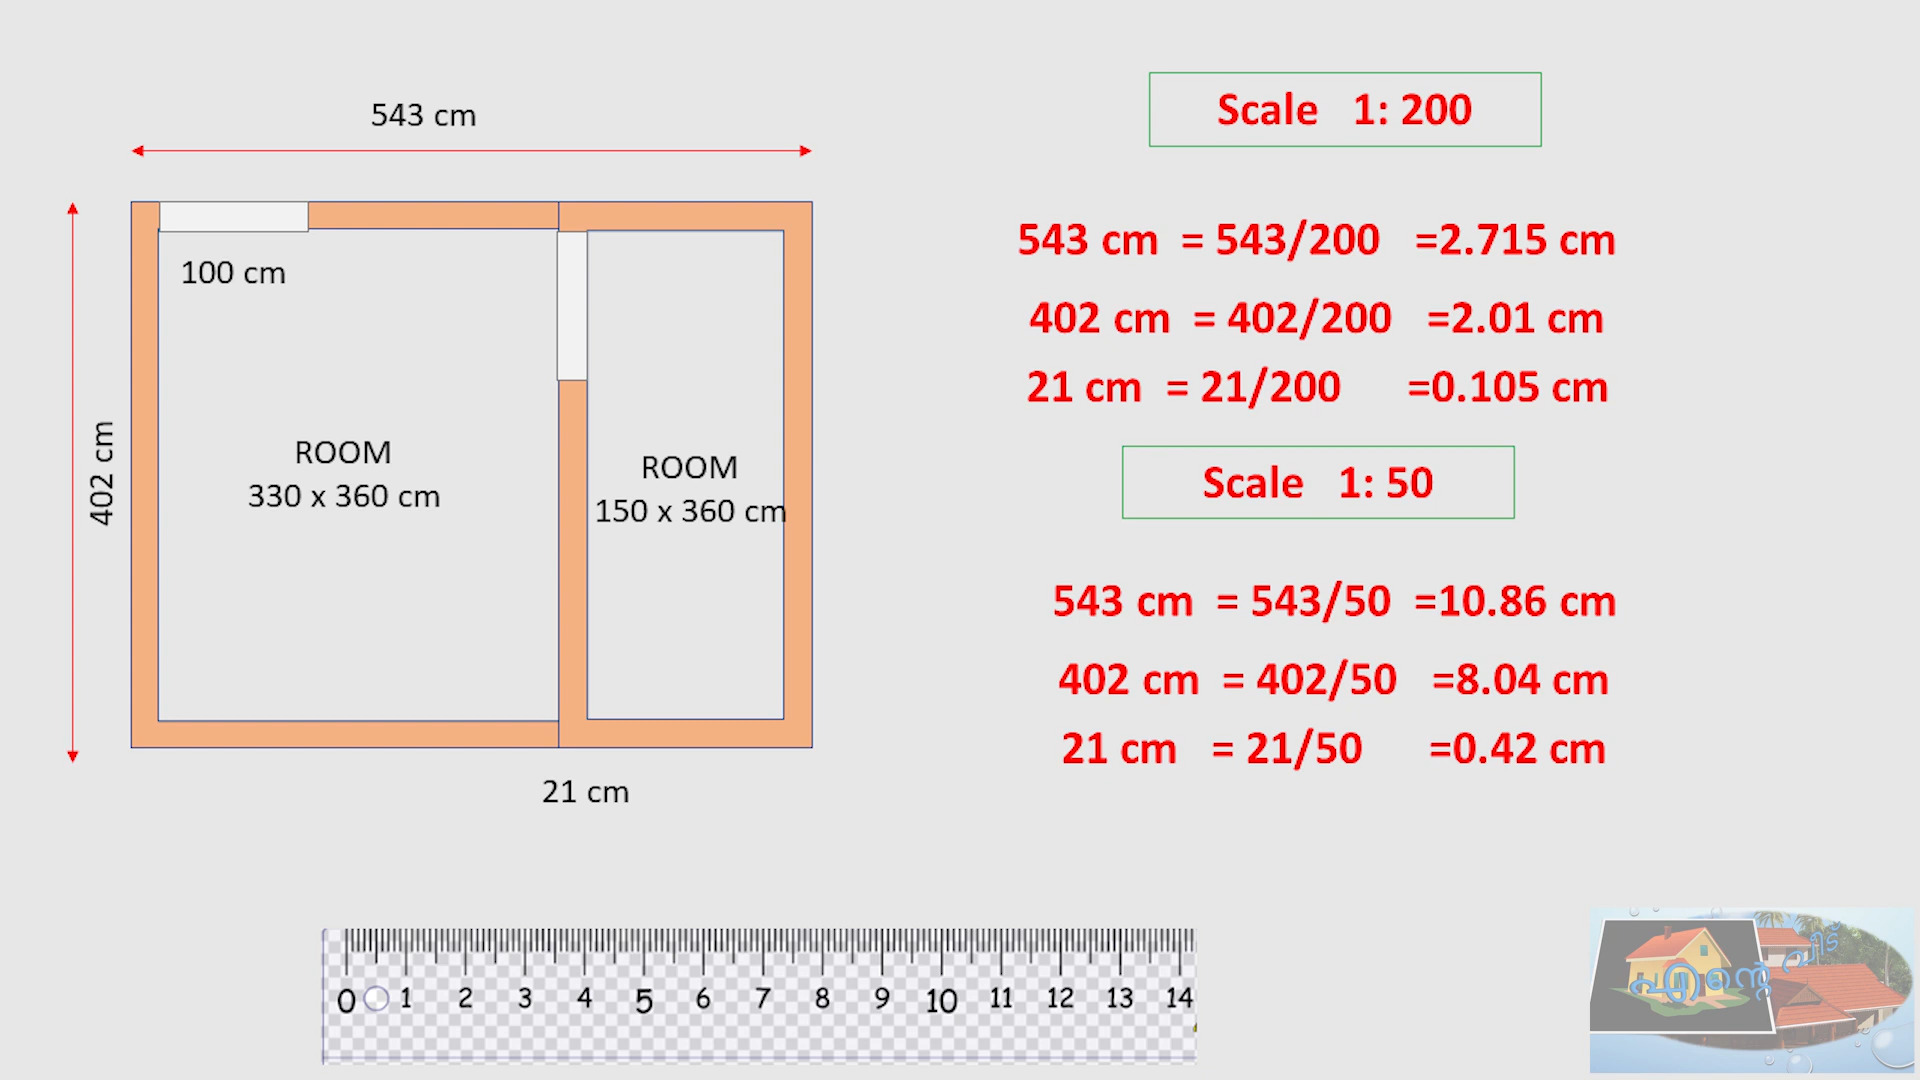 543 cm
100 cm
402 cm
ROOM
330 x 360 cm
ROOM
150 x 360 cm
21 cm
Scale 1: 200
543 cm = 543/200 =2.715 cm
402 cm = 402/200 =2.01 cm
21 cm = 21/200 =0.105 cm
Scale 1: 50
543 cm = 543/50 =10.86 cm
402 cm = 402/50 =8.04 cm
21 cm = 21/50 =0.42 cm
0 1 2 3 4 5 6 7 8 9 10 11 12 13 14
എന്റെ വീട്